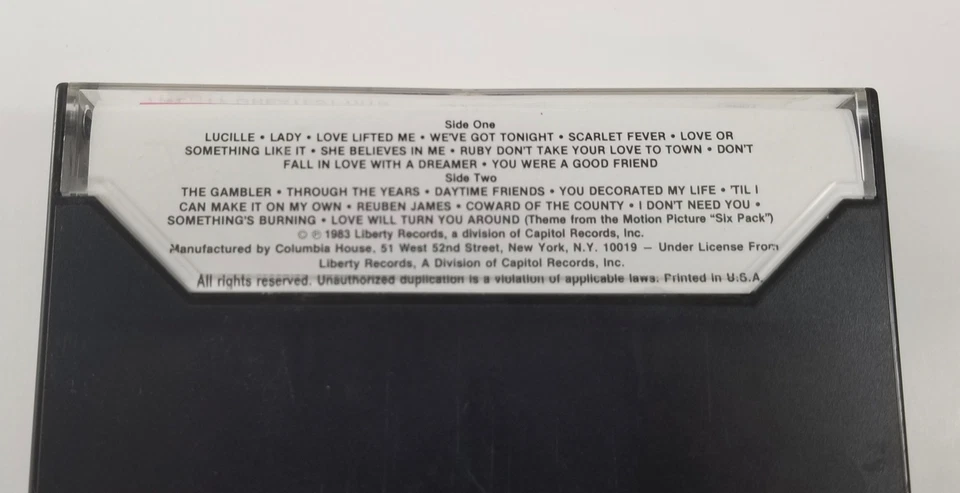 Side One
LUCILLE • LADY • LOVE LIFTED ME • WE'VE GOT TONIGHT • SCARLET FEVER • LOVE OR
SOMETHING LIKE IT • SHE BELIEVES IN ME • RUBY DON'T TAKE YOUR LOVE TO TOWN • DON'T
FALL IN LOVE WITH A DREAMER • YOU WERE A GOOD FRIEND
Side Two
THE GAMBLER • THROUGH THE YEARS • DAYTIME FRIENDS • YOU DECORATED MY LIFE • 'TIL I
CAN MAKE IT ON MY OWN • REUBEN JAMES • COWARD OF THE COUNTY • I DON'T NEED YOU •
SOMETHING'S BURNING • LOVE WILL TURN YOU AROUND (Theme from the Motion Picture "Six Pack")
© ℗ 1983 Liberty Records, a division of Capitol Records, Inc.
Manufactured by Columbia House, 51 West 52nd Street, New York, N.Y. 10019 — Under License From
Liberty Records, A Division of Capitol Records, Inc.
All rights reserved. Unauthorized duplication is a violation of applicable laws. Printed in U.S.A.